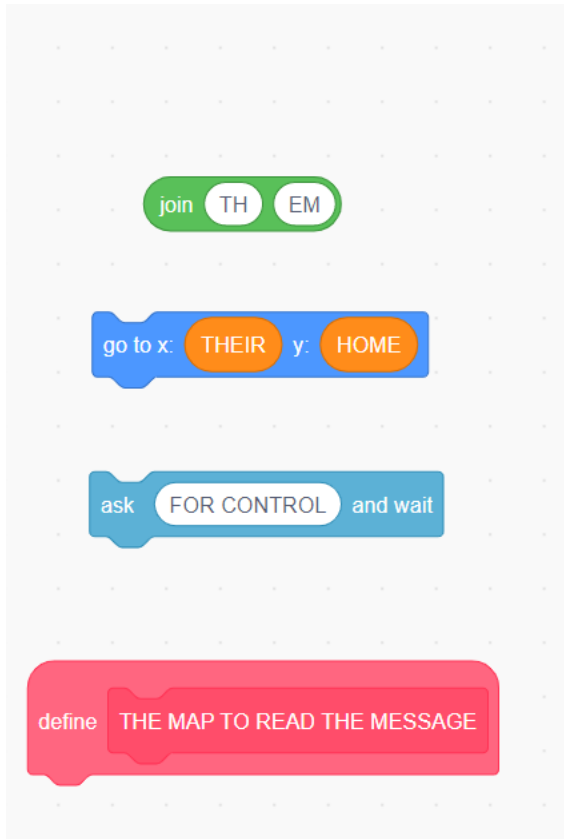 join TH EM
go to x: THEIR y: HOME
ask FOR CONTROL and wait
define THE MAP TO READ THE MESSAGE